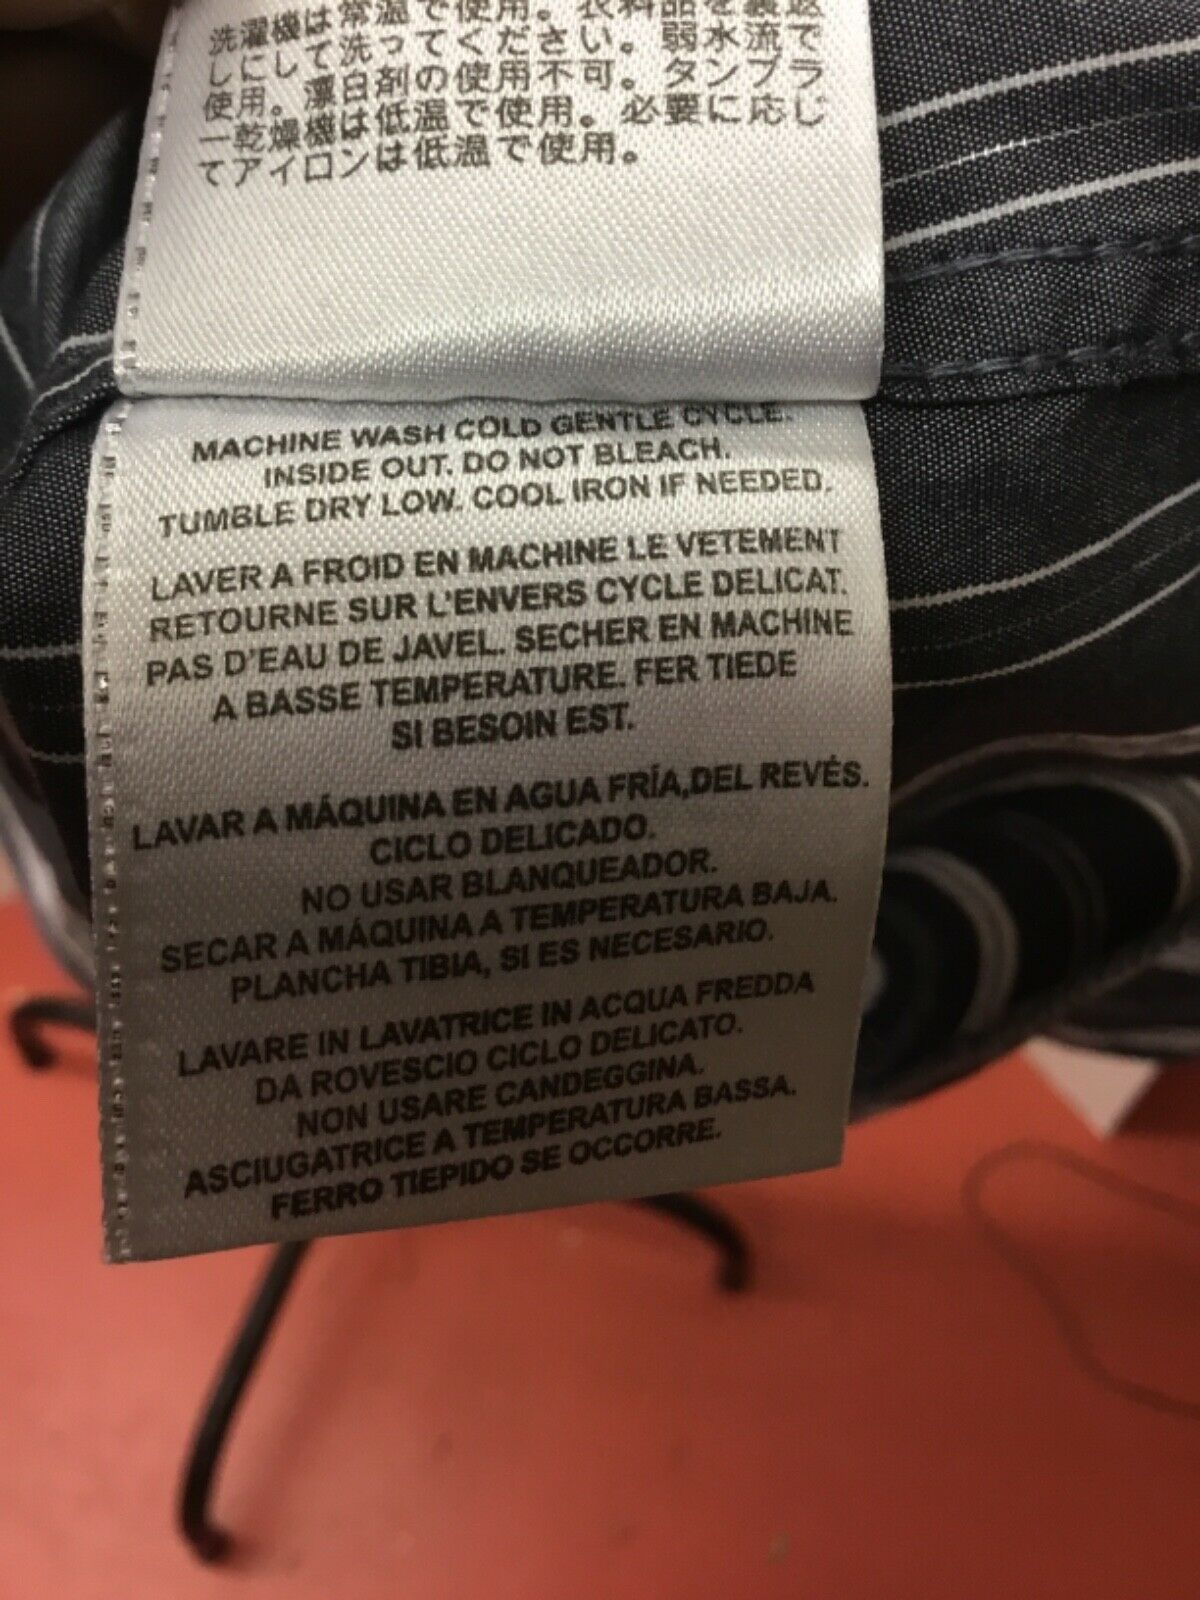 洗濯機は常温で使用。衣料品を裏返
しにして洗ってください。弱水流で
使用。漂白剤の使用不可。タンブラ
ー乾燥機は低温で使用。必要に応じ
てアイロンは低温で使用。
MACHINE WASH COLD GENTLE CYCLE.
INSIDE OUT. DO NOT BLEACH.
TUMBLE DRY LOW. COOL IRON IF NEEDED.
LAVER A FROID EN MACHINE LE VETEMENT
RETOURNE SUR L'ENVERS CYCLE DELICAT.
PAS D'EAU DE JAVEL. SECHER EN MACHINE
A BASSE TEMPERATURE. FER TIEDE
SI BESOIN EST.
LAVAR A MÁQUINA EN AGUA FRÍA,DEL REVÉS.
CICLO DELICADO.
NO USAR BLANQUEADOR.
SECAR A MÁQUINA A TEMPERATURA BAJA.
PLANCHA TIBIA, SI ES NECESARIO.
LAVARE IN LAVATRICE IN ACQUA FREDDA
DA ROVESCIO CICLO DELICATO.
NON USARE CANDEGGINA.
ASCIUGATRICE A TEMPERATURA BASSA.
FERRO TIEPIDO SE OCCORRE.